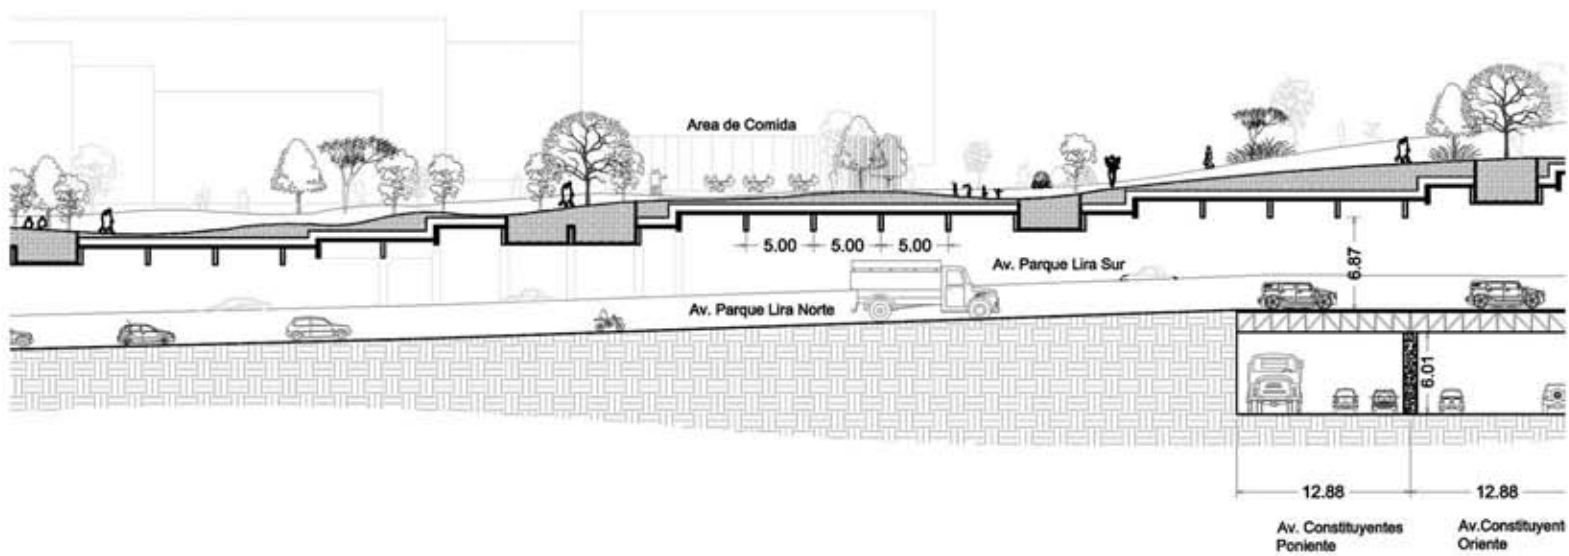 Area de Comida
5.00 5.00 5.00
Av. Parque Lira Sur
6.87
Av. Parque Lira Norte
6.01
12.88 12.88
Av. Constituyentes
Poniente
Av.Constituyent
Oriente